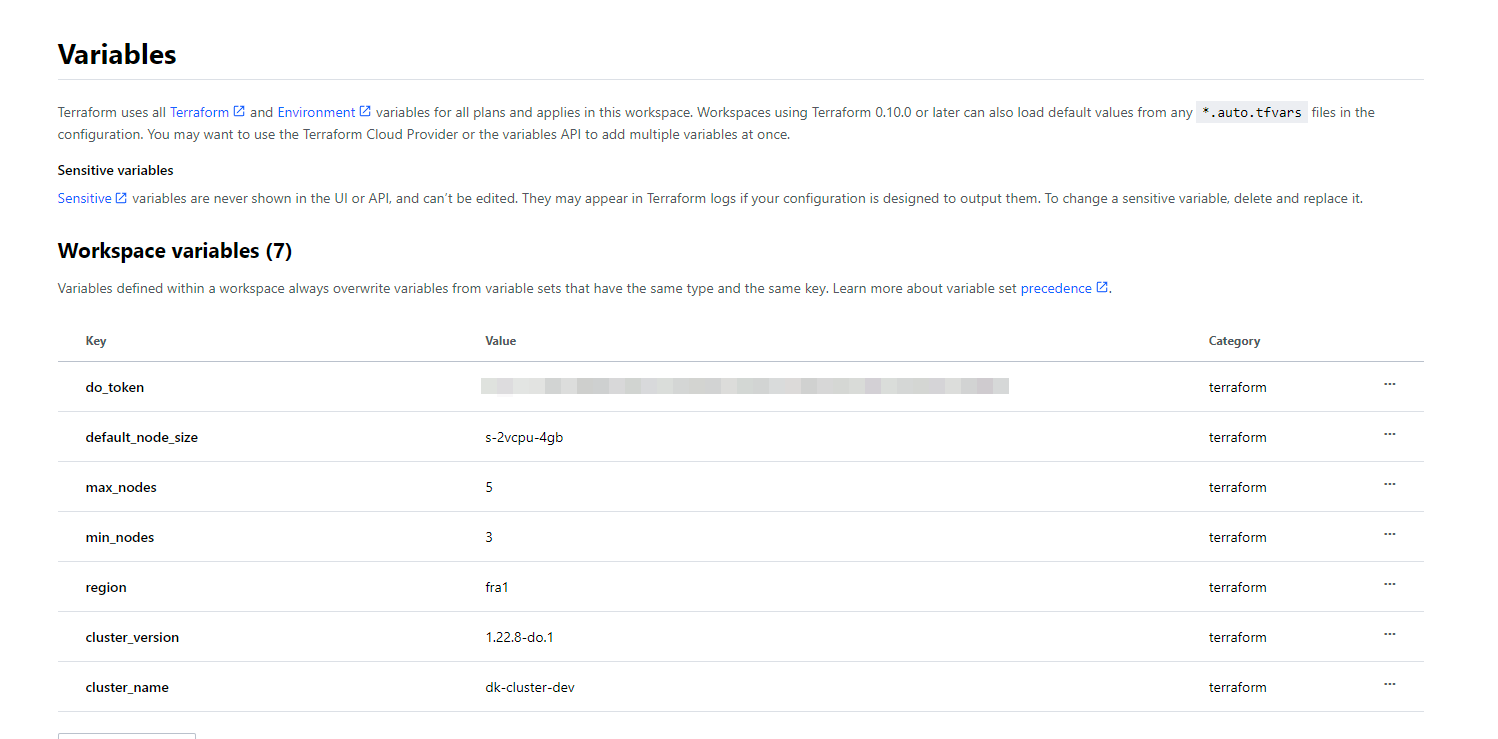 Variables
Terraform uses all Terraform and Environment variables for all plans and applies in this workspace. Workspaces using Terraform 0.10.0 or later can also load default values from any *.auto.tfvars files in the
configuration. You may want to use the Terraform Cloud Provider or the variables API to add multiple variables at once.
Sensitive variables
Sensitive variables are never shown in the UI or API, and can't be edited. They may appear in Terraform logs if your configuration is designed to output them. To change a sensitive variable, delete and replace it.
Workspace variables (7)
Variables defined within a workspace always overwrite variables from variable sets that have the same type and the same key. Learn more about variable set precedence.
Key Value Category
do_token terraform ...
default_node_size s-2vcpu-4gb terraform ...
max_nodes 5 terraform ...
min_nodes 3 terraform ...
region fra1 terraform ...
cluster_version 1.22.8-do.1 terraform ...
cluster_name dk-cluster-dev terraform ...